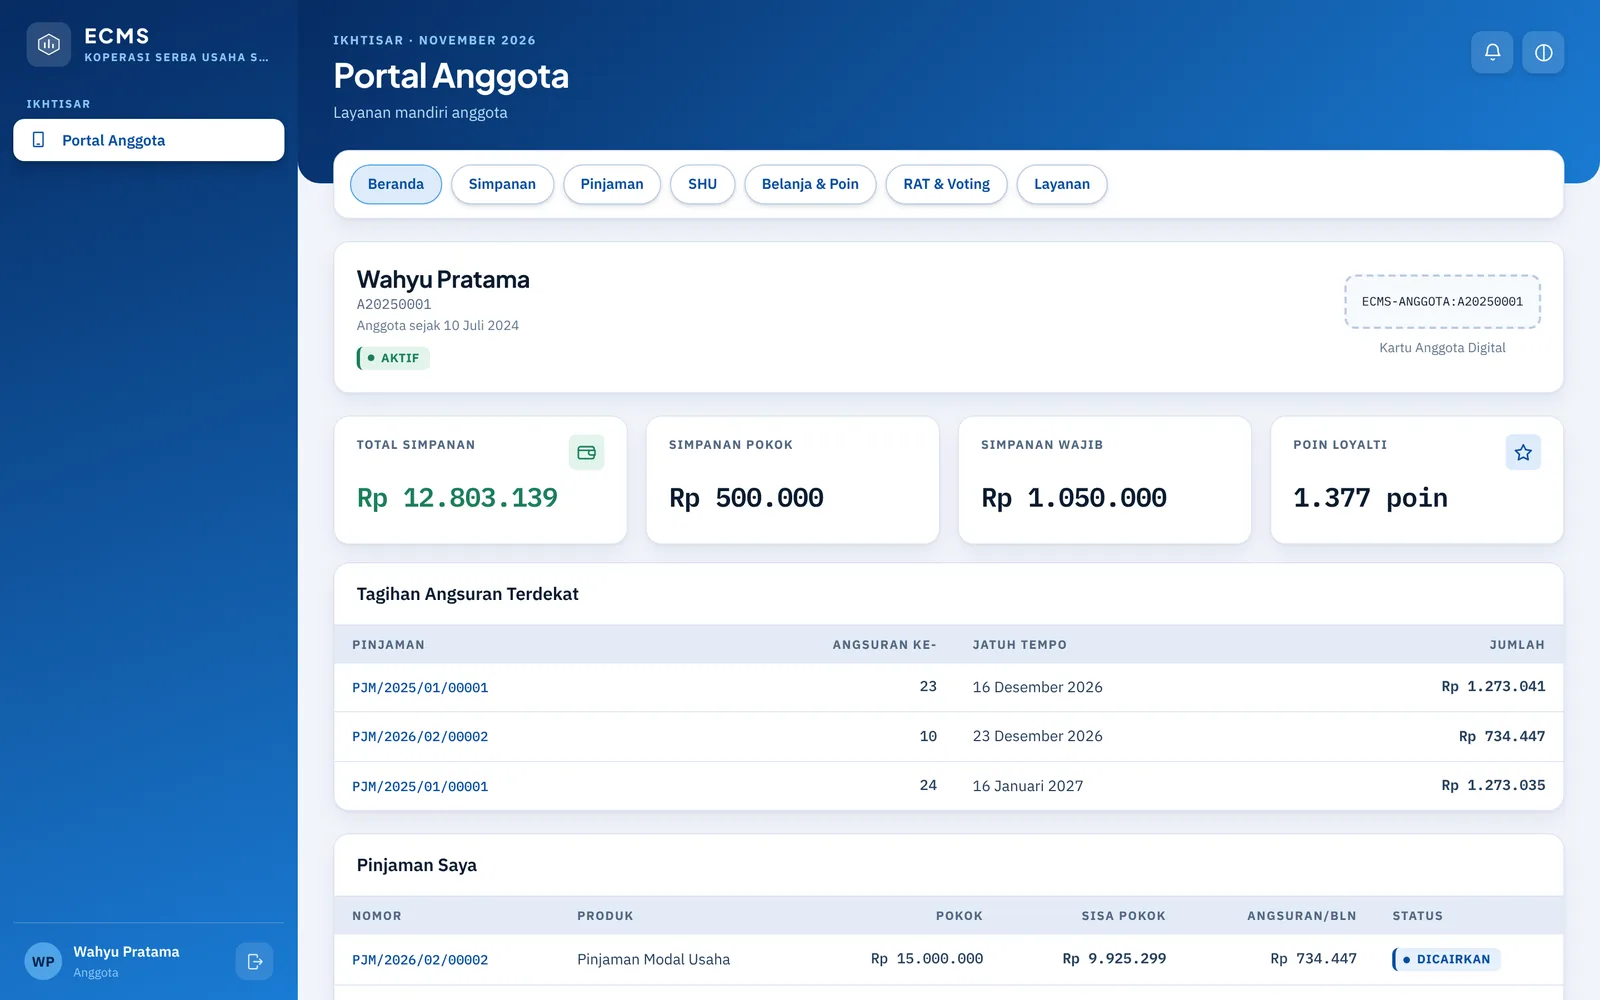 ECMS
KOPERASI SERBA USAHA S...
IKHTISAR
Portal Anggota
IKHTISAR · NOVEMBER 2026
Portal Anggota
Layanan mandiri anggota
Beranda Simpanan Pinjaman SHU Belanja & Poin RAT & Voting Layanan
Wahyu Pratama
A20250001
Anggota sejak 10 Juli 2024
AKTIF
ECMS-ANGGOTA:A20250001
Kartu Anggota Digital
TOTAL SIMPANAN
Rp 12.803.139
SIMPANAN POKOK
Rp 500.000
SIMPANAN WAJIB
Rp 1.050.000
POIN LOYALTI
1.377 poin
Tagihan Angsuran Terdekat
PINJAMAN ANGSURAN KE- JATUH TEMPO JUMLAH
PJM/2025/01/00001 23 16 Desember 2026 Rp 1.273.041
PJM/2026/02/00002 10 23 Desember 2026 Rp 734.447
PJM/2025/01/00001 24 16 Januari 2027 Rp 1.273.035
Pinjaman Saya
NOMOR PRODUK POKOK SISA POKOK ANGSURAN/BLN STATUS
PJM/2026/02/00002 Pinjaman Modal Usaha Rp 15.000.000 Rp 9.925.299 Rp 734.447 DICAIRKAN
WP
Wahyu Pratama
Anggota